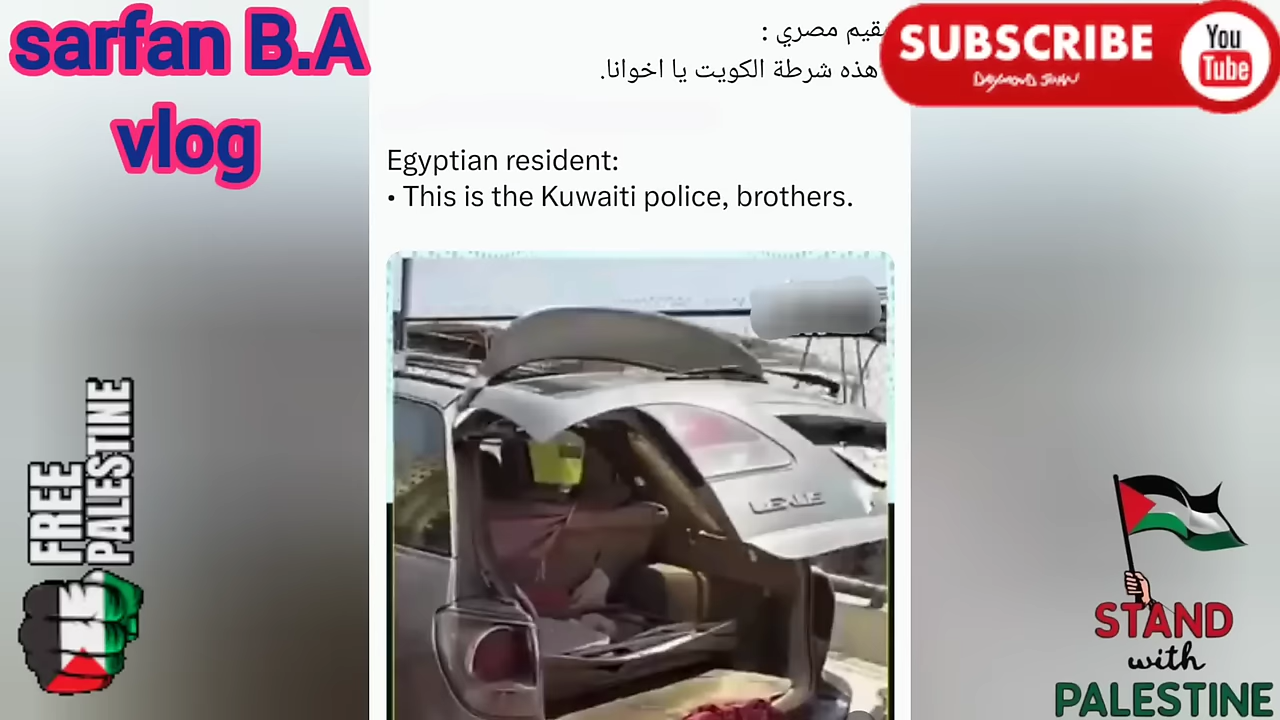 sarfan B.A
vlog
مصري :
هذه شرطة الكويت يا اخوانا.
SUBSCRIBE
You
Tube
Egyptian resident:
• This is the Kuwaiti police, brothers.
LEXUS
FREE
PALESTINE
STAND
with
PALESTINE